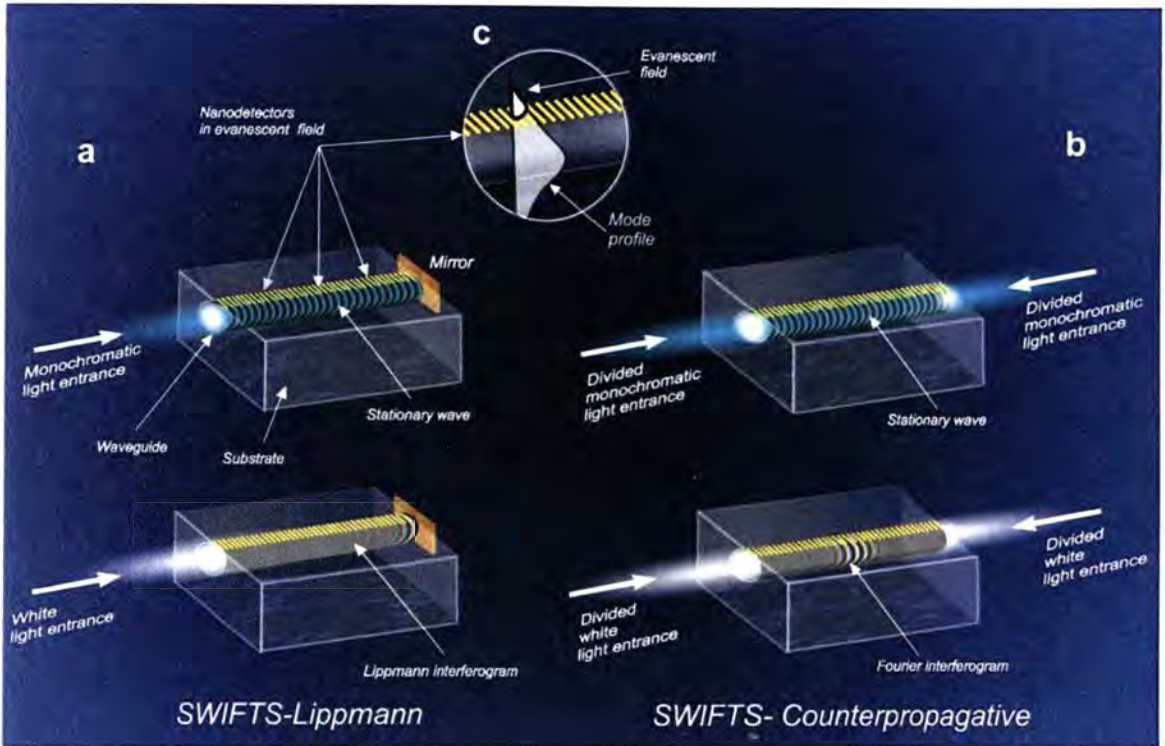 c
Evanescent
field
Nanodetectors
in evanescent field
a
b
Mode
profile
Mirror
Monochromatic
light entrance
Divided
monochromatic
light entrance
Divided
monochromatic
light entrance
Stationary wave
Stationary wave
Waveguide
Substrate
White
light entrance
Lippmann interferogram
Divided
white
light entrance
Divided
white
light entrance
Fourier interferogram
SWIFTS-Lippmann
SWIFTS- Counterpropagative